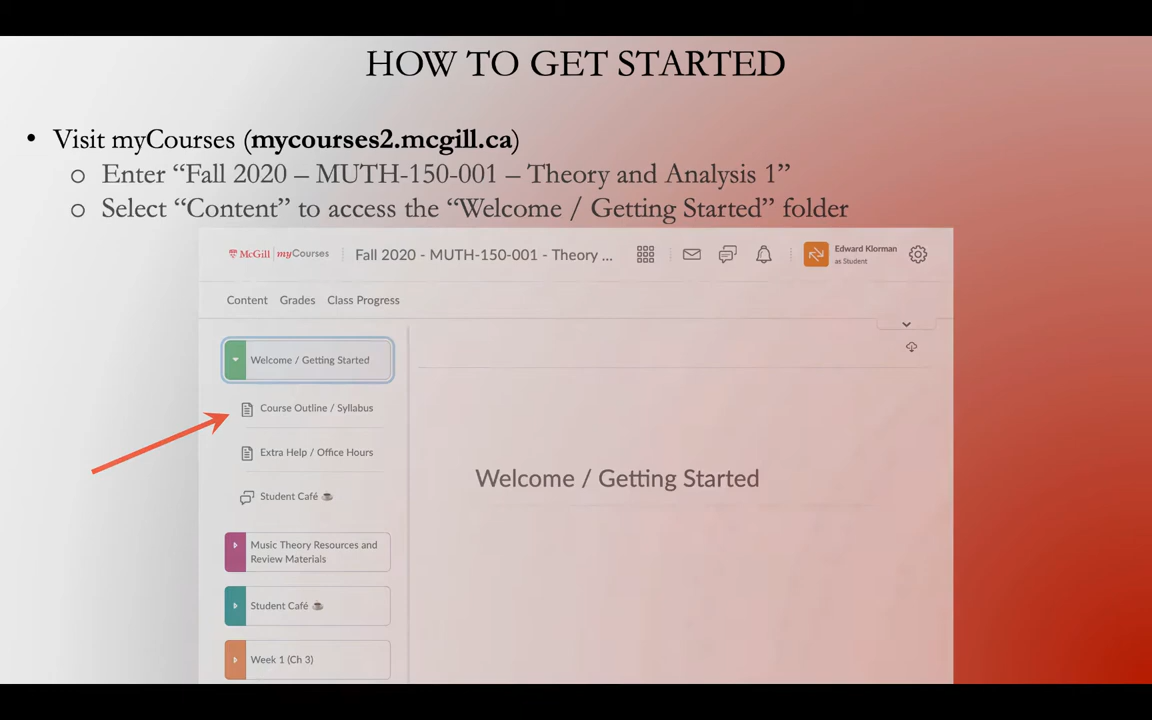 HOW TO GET STARTED
• Visit myCourses (mycourses2.mcgill.ca)
o Enter “Fall 2020 – MUTH-150-001 – Theory and Analysis 1”
o Select “Content” to access the “Welcome / Getting Started” folder
McGill | myCourses Fall 2020 - MUTH-150-001 - Theory ... Edward Klorman
as Student
Content Grades Class Progress
Welcome / Getting Started
Course Outline / Syllabus
Extra Help / Office Hours
Welcome / Getting Started
Student Café ☕
Music Theory Resources and
Review Materials
Student Café ☕
Week 1 (Ch 3)